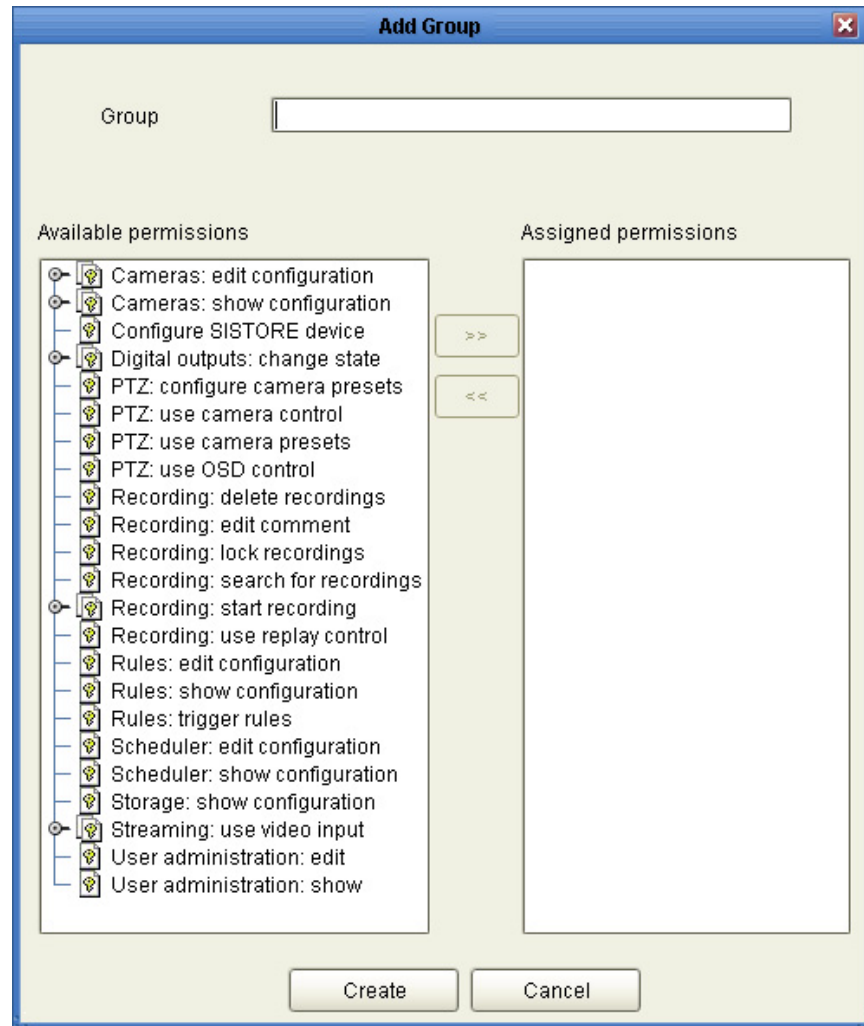 Add Group
Group
Available permissions
Assigned permissions
Cameras: edit configuration
Cameras: show configuration
Configure SISTORE device
Digital outputs: change state
PTZ: configure camera presets
PTZ: use camera control
PTZ: use camera presets
PTZ: use OSD control
Recording: delete recordings
Recording: edit comment
Recording: lock recordings
Recording: search for recordings
Recording: start recording
Recording: use replay control
Rules: edit configuration
Rules: show configuration
Rules: trigger rules
Scheduler: edit configuration
Scheduler: show configuration
Storage: show configuration
Streaming: use video input
User administration: edit
User administration: show
>>
<<
Create
Cancel